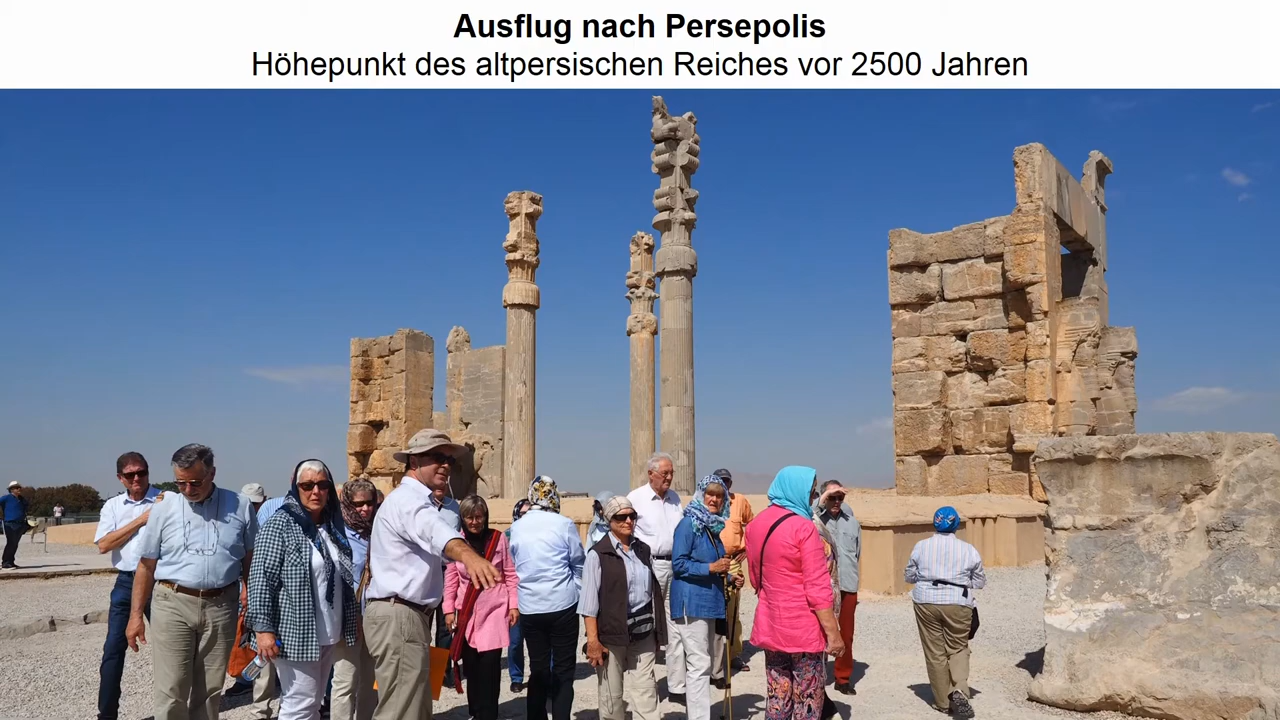 Ausflug nach Persepolis
Höhepunkt des altpersischen Reiches vor 2500 Jahren